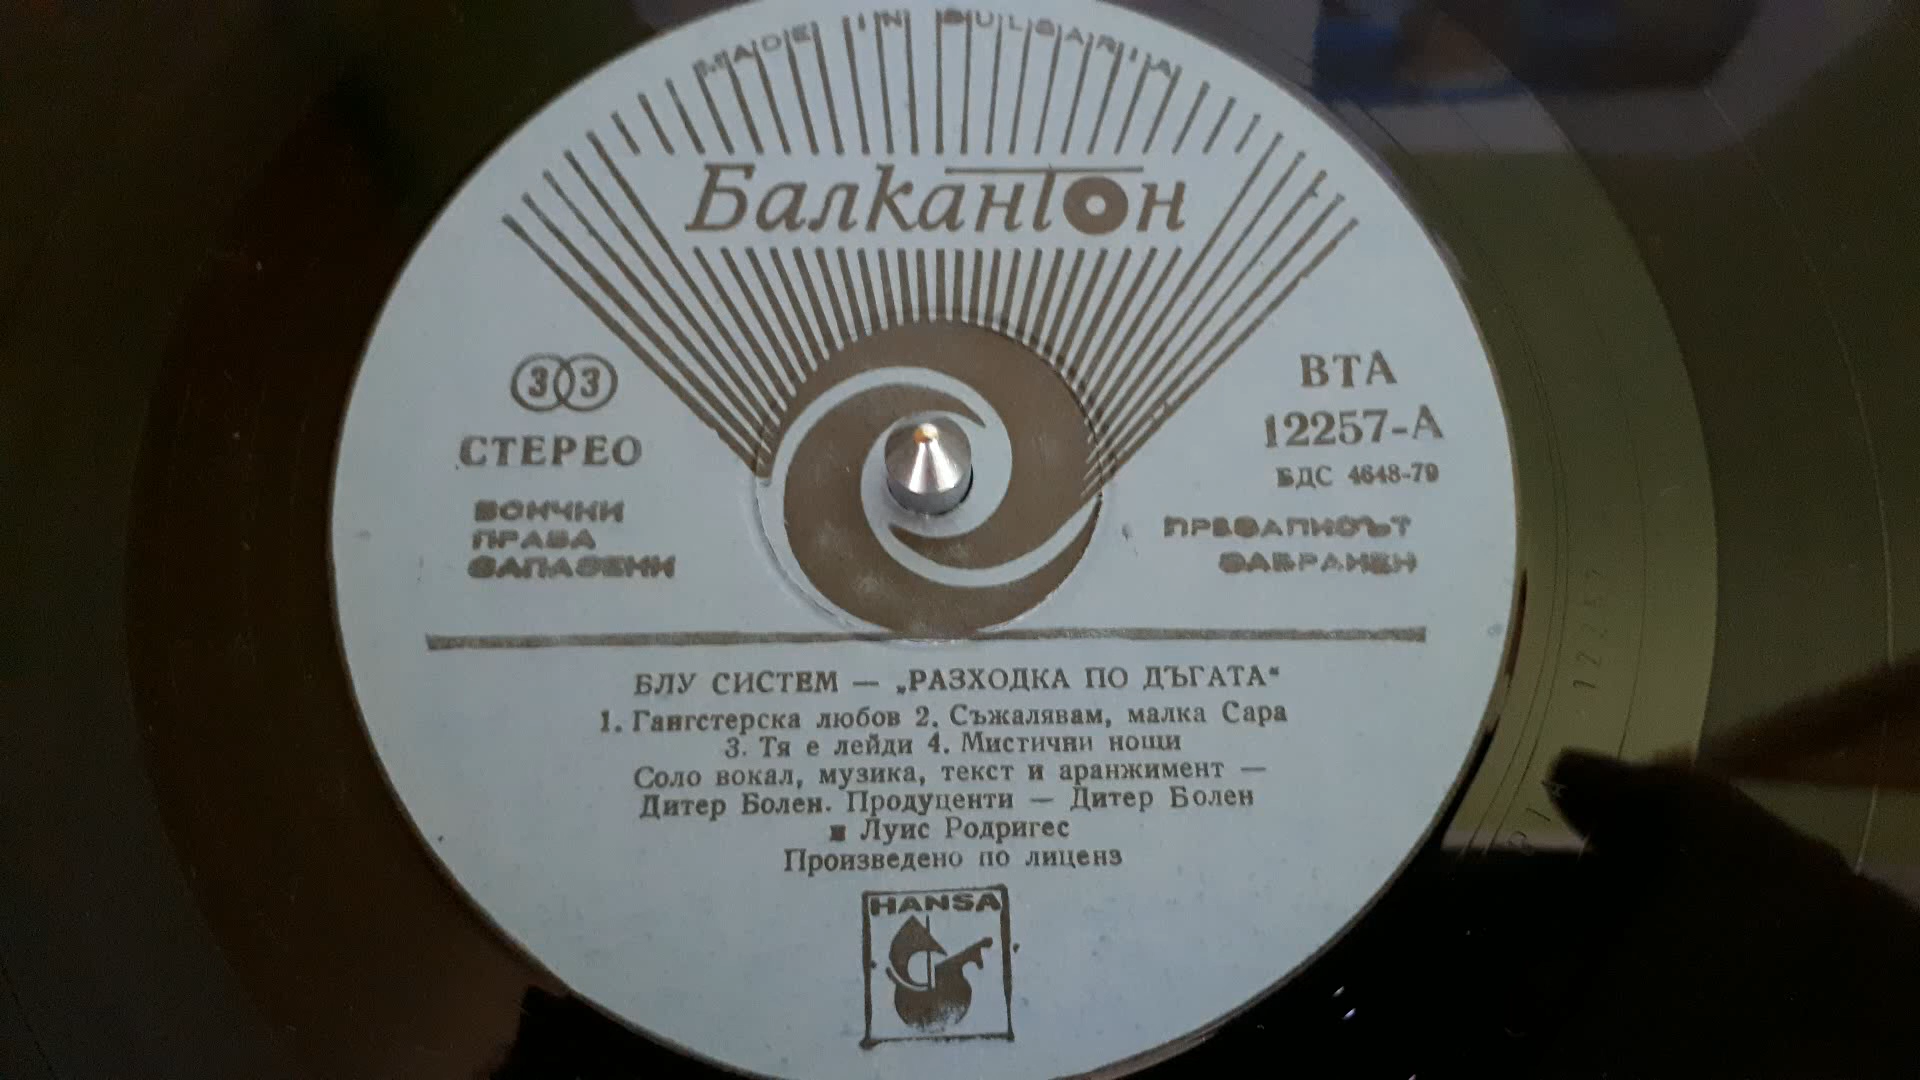 MADE IN BULGARIA
Балкантон
33
СТЕРЕО
ВСИЧКИ
ПРАВА
ЗАПАЗЕНИ
ВТА
12257-А
БДС 4648-79
ПРЕЗАПИСЪТ
ЗАБРАНЕН
БЛУ СИСТЕМ — „РАЗХОДКА ПО ДЪГАТА“
1. Гангстерска любов 2. Съжалявам, малка Сара
3. Тя е лейди 4. Мистични нощи
Соло вокал, музика, текст и аранжимент —
Дитер Болен. Продуценти — Дитер Болен
и Луис Родригес
Произведено по лиценз
HANSA